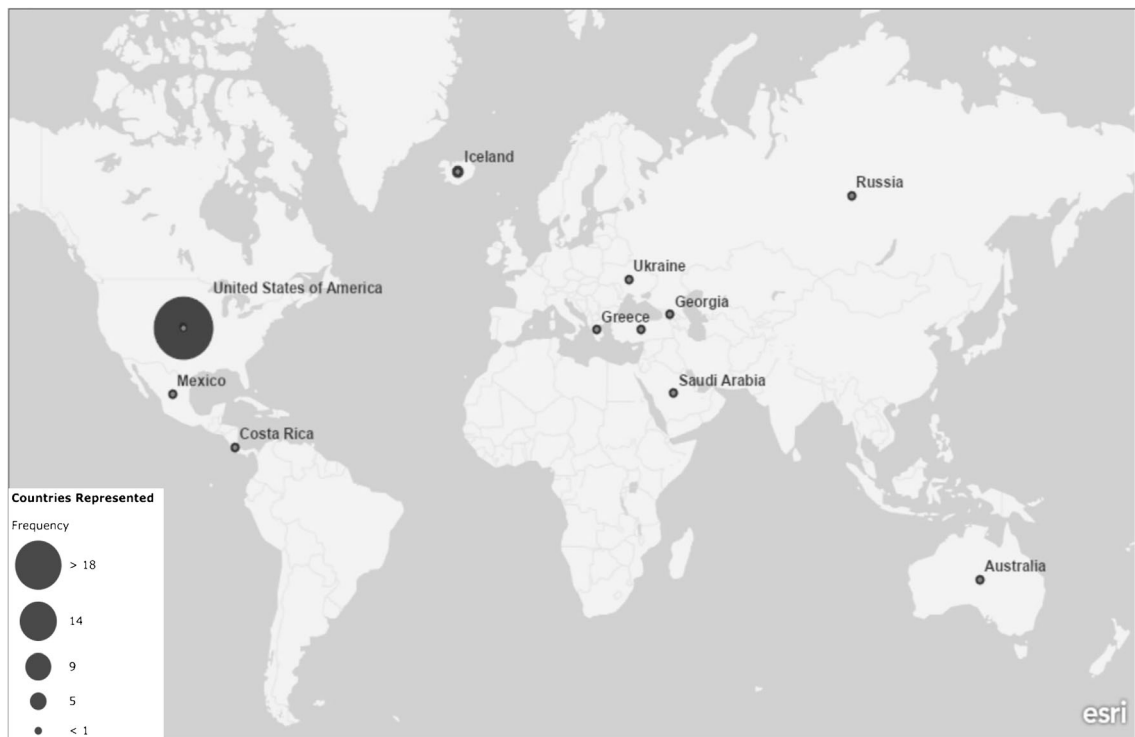 Iceland
Russia
Ukraine
United States of America
Georgia
Greece
Mexico
Saudi Arabia
Costa Rica
Countries Represented
Frequency
> 18
14
9
5
< 1
Australia
esri